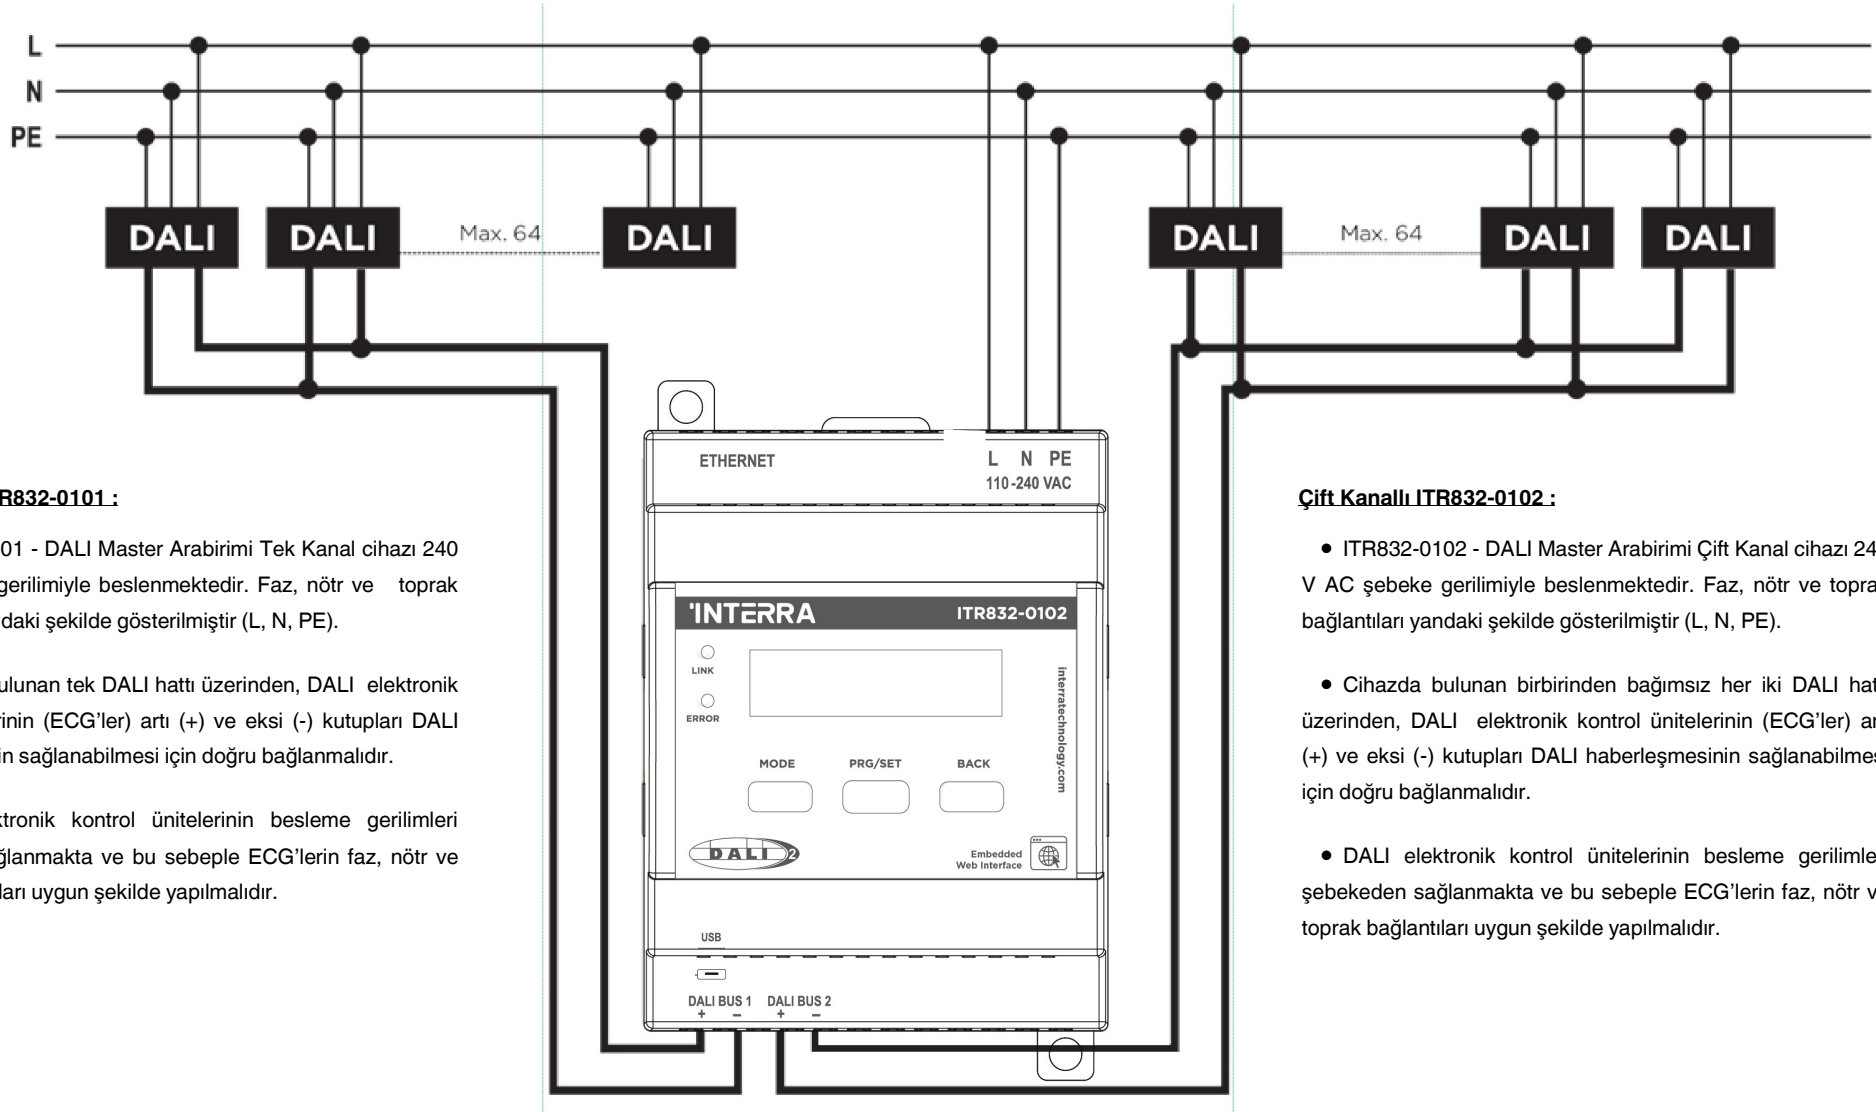 L
N
PE
DALI
DALI
Max. 64
DALI
DALI
Max. 64
DALI
DALI
ETHERNET
L N PE
110-240 VAC
INTERRA
ITR832-0102
LINK
ERROR
interratechnology.com
MODE
PRG/SET
BACK
DALI 2
Embedded
Web Interface
USB
DALI BUS 1
DALI BUS 2
+ – + –
R832-0101 :
01 - DALI Master Arabirimi Tek Kanal cihazı 240
gerilimiyle beslenmektedir. Faz, nötr ve toprak
daki şekilde gösterilmiştir (L, N, PE).
ulunan tek DALI hattı üzerinden, DALI elektronik
rinin (ECG’ler) artı (+) ve eksi (-) kutupları DALI
in sağlanabilmesi için doğru bağlanmalıdır.
ktronik kontrol ünitelerinin besleme gerilimleri
ğlanmakta ve bu sebeple ECG’lerin faz, nötr ve
ları uygun şekilde yapılmalıdır.
Çift Kanallı ITR832-0102 :
● ITR832-0102 - DALI Master Arabirimi Çift Kanal cihazı 24
V AC şebeke gerilimiyle beslenmektedir. Faz, nötr ve topra
bağlantıları yandaki şekilde gösterilmiştir (L, N, PE).
● Cihazda bulunan birbirinden bağımsız her iki DALI hat
üzerinden, DALI elektronik kontrol ünitelerinin (ECG’ler) ar
(+) ve eksi (-) kutupları DALI haberleşmesinin sağlanabilmes
için doğru bağlanmalıdır.
● DALI elektronik kontrol ünitelerinin besleme gerilimle
şebekeden sağlanmakta ve bu sebeple ECG’lerin faz, nötr v
toprak bağlantıları uygun şekilde yapılmalıdır.